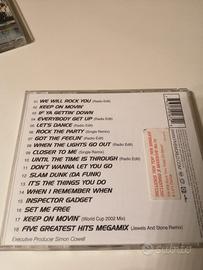 01 WE WILL ROCK YOU (Radio Edit)
02 KEEP ON MOVIN'
03 IF YA GETTIN' DOWN
04 EVERYBODY GET UP
05 LET'S DANCE (Radio Edit)
06 ROCK THE PARTY (Single Remix)
07 GOT THE FEELIN' (Radio Edit)
08 WHEN THE LIGHTS GO OUT (Radio Edit)
09 CLOSER TO ME (Single Remix)
10 UNTIL THE TIME IS THROUGH (Radio Edit)
11 DON'T WANNA LET YOU GO
12 SLAM DUNK (DA FUNK)
13 IT'S THE THINGS YOU DO
14 WHEN I REMEMBER WHEN
15 INSPECTOR GADGET
16 SET ME FREE
17 KEEP ON MOVIN' (World Cup 2002 Mix)
18 FIVE GREATEST HITS MEGAMIX (Jewels And Stone Remix)
Executive Producer Simon Cowell
subito